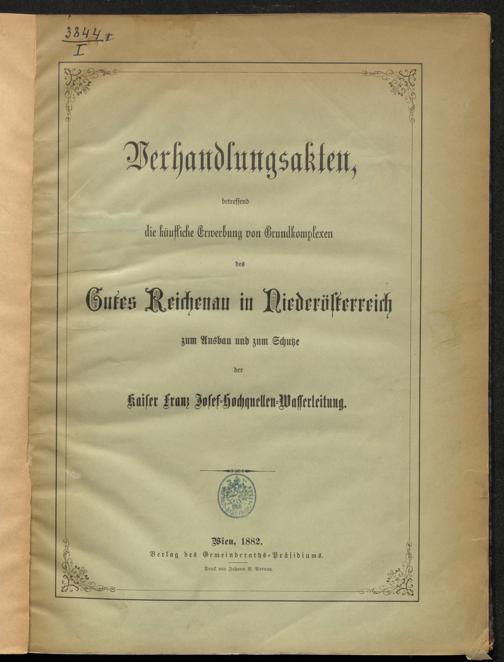 3844
I
Verhandlungsakten,
betreffend
die käufliche Erwerbung von Grundkomplexen
des
Gutes Reichenau in Niederösterreich
zum Ausbau und zum Schutze
der
Kaiser Franz Josef-Hochquellen-Wasserleitung.
Wien, 1882.
Verlag des Gemeinderaths-Präsidiums.
Druck von Johann N. Vernay.